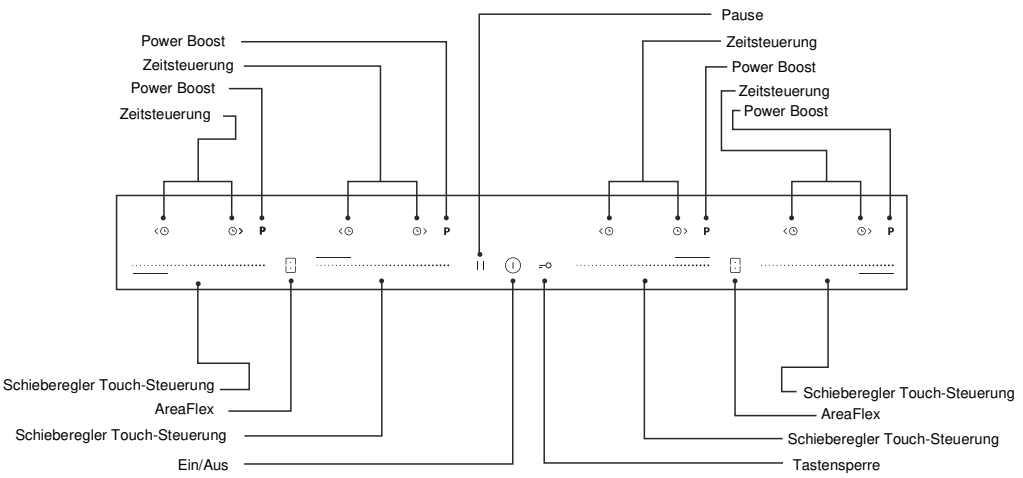 Pause
Power Boost
Zeitsteuerung
Zeitsteuerung
Power Boost
Power Boost
Zeitsteuerung
Zeitsteuerung
Power Boost
P
P
P
P
Schieberegler Touch-Steuerung
Schieberegler Touch-Steuerung
AreaFlex
AreaFlex
Schieberegler Touch-Steuerung
Schieberegler Touch-Steuerung
Ein/Aus
Tastensperre